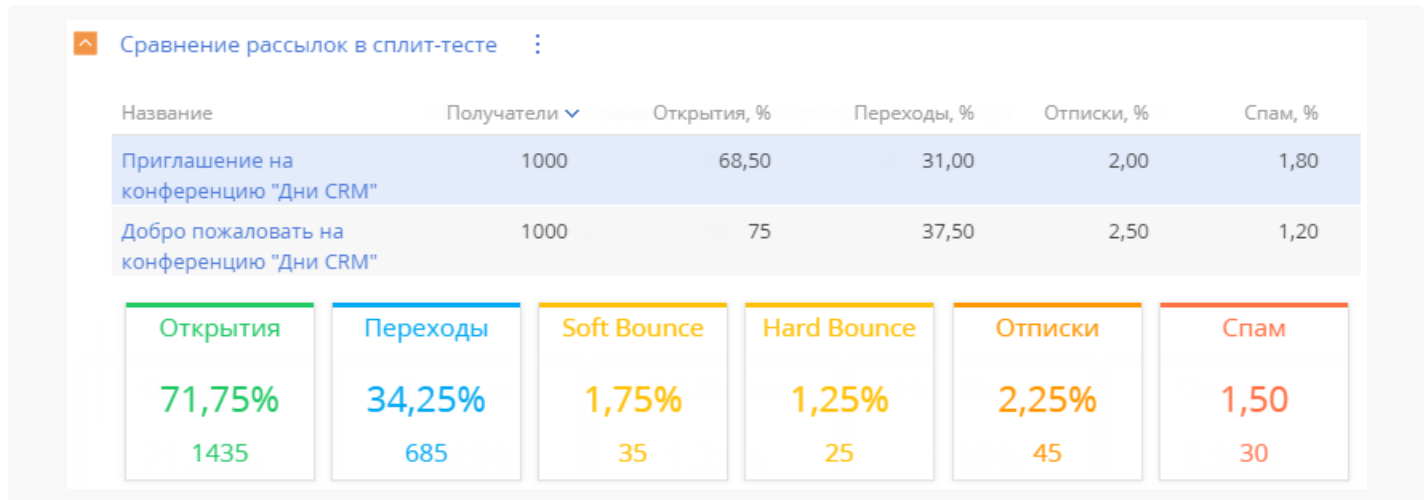 Сравнение рассылок в сплит-тесте
Название Получатели Открытия, % Переходы, % Отписки, % Спам, %
Приглашение на 1000 68,50 31,00 2,00 1,80
конференцию "Дни CRM"
Добро пожаловать на 1000 75 37,50 2,50 1,20
конференцию "Дни CRM"
Открытия Переходы Soft Bounce Hard Bounce Отписки Спам
71,75% 34,25% 1,75% 1,25% 2,25% 1,50
1435 685 35 25 45 30